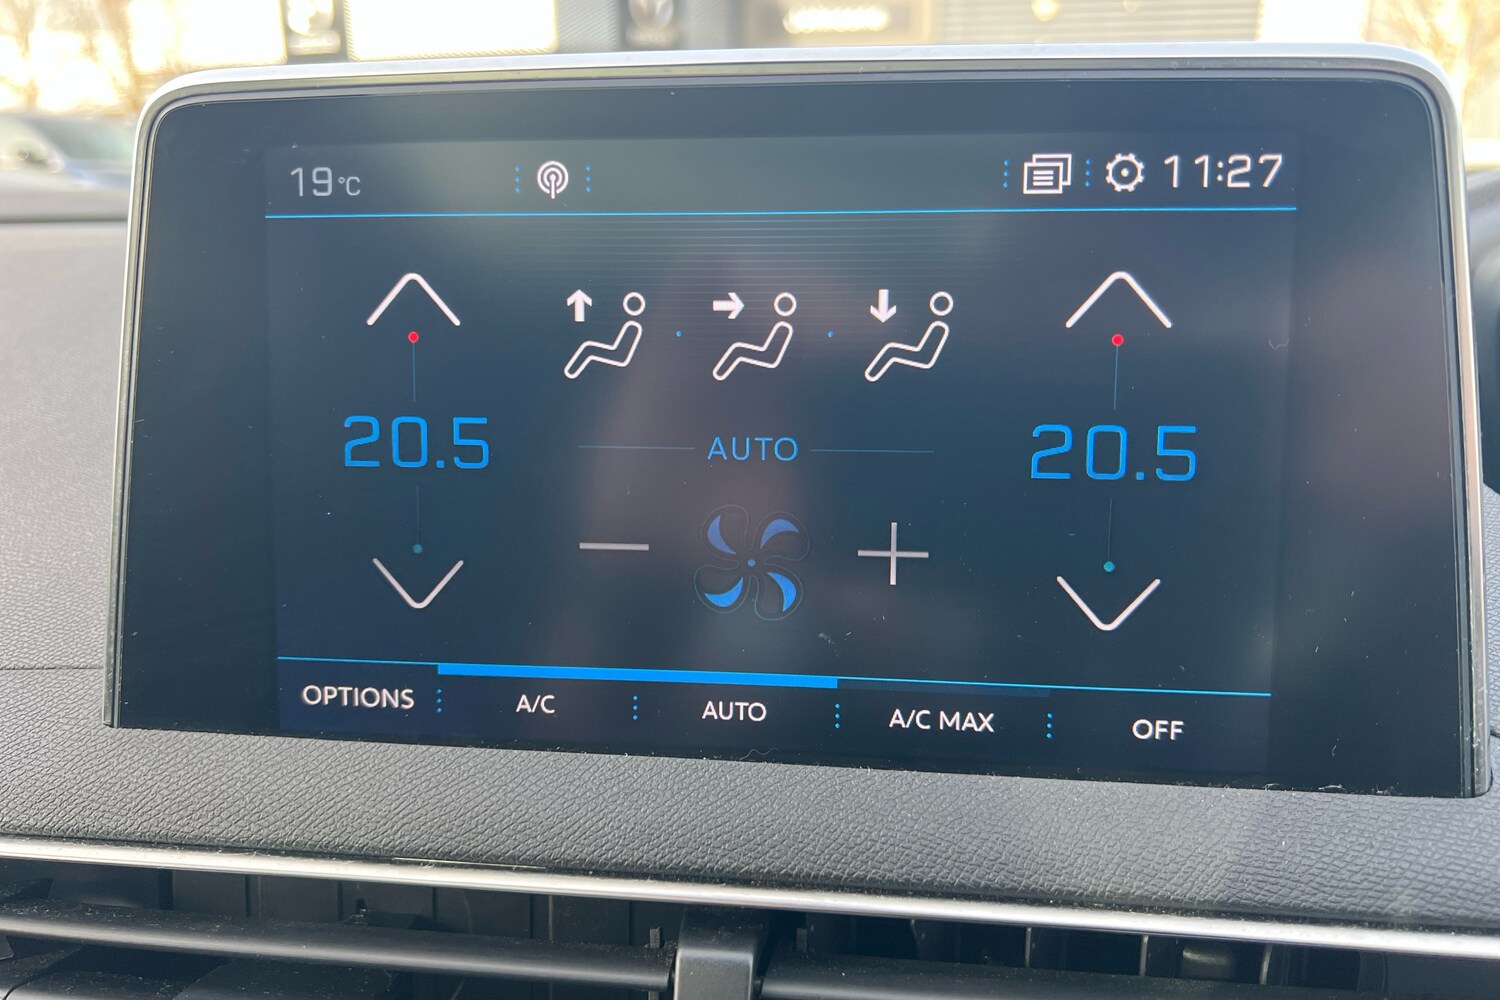 19°C 11:27
20.5 AUTO 20.5
OPTIONS A/C AUTO A/C MAX OFF